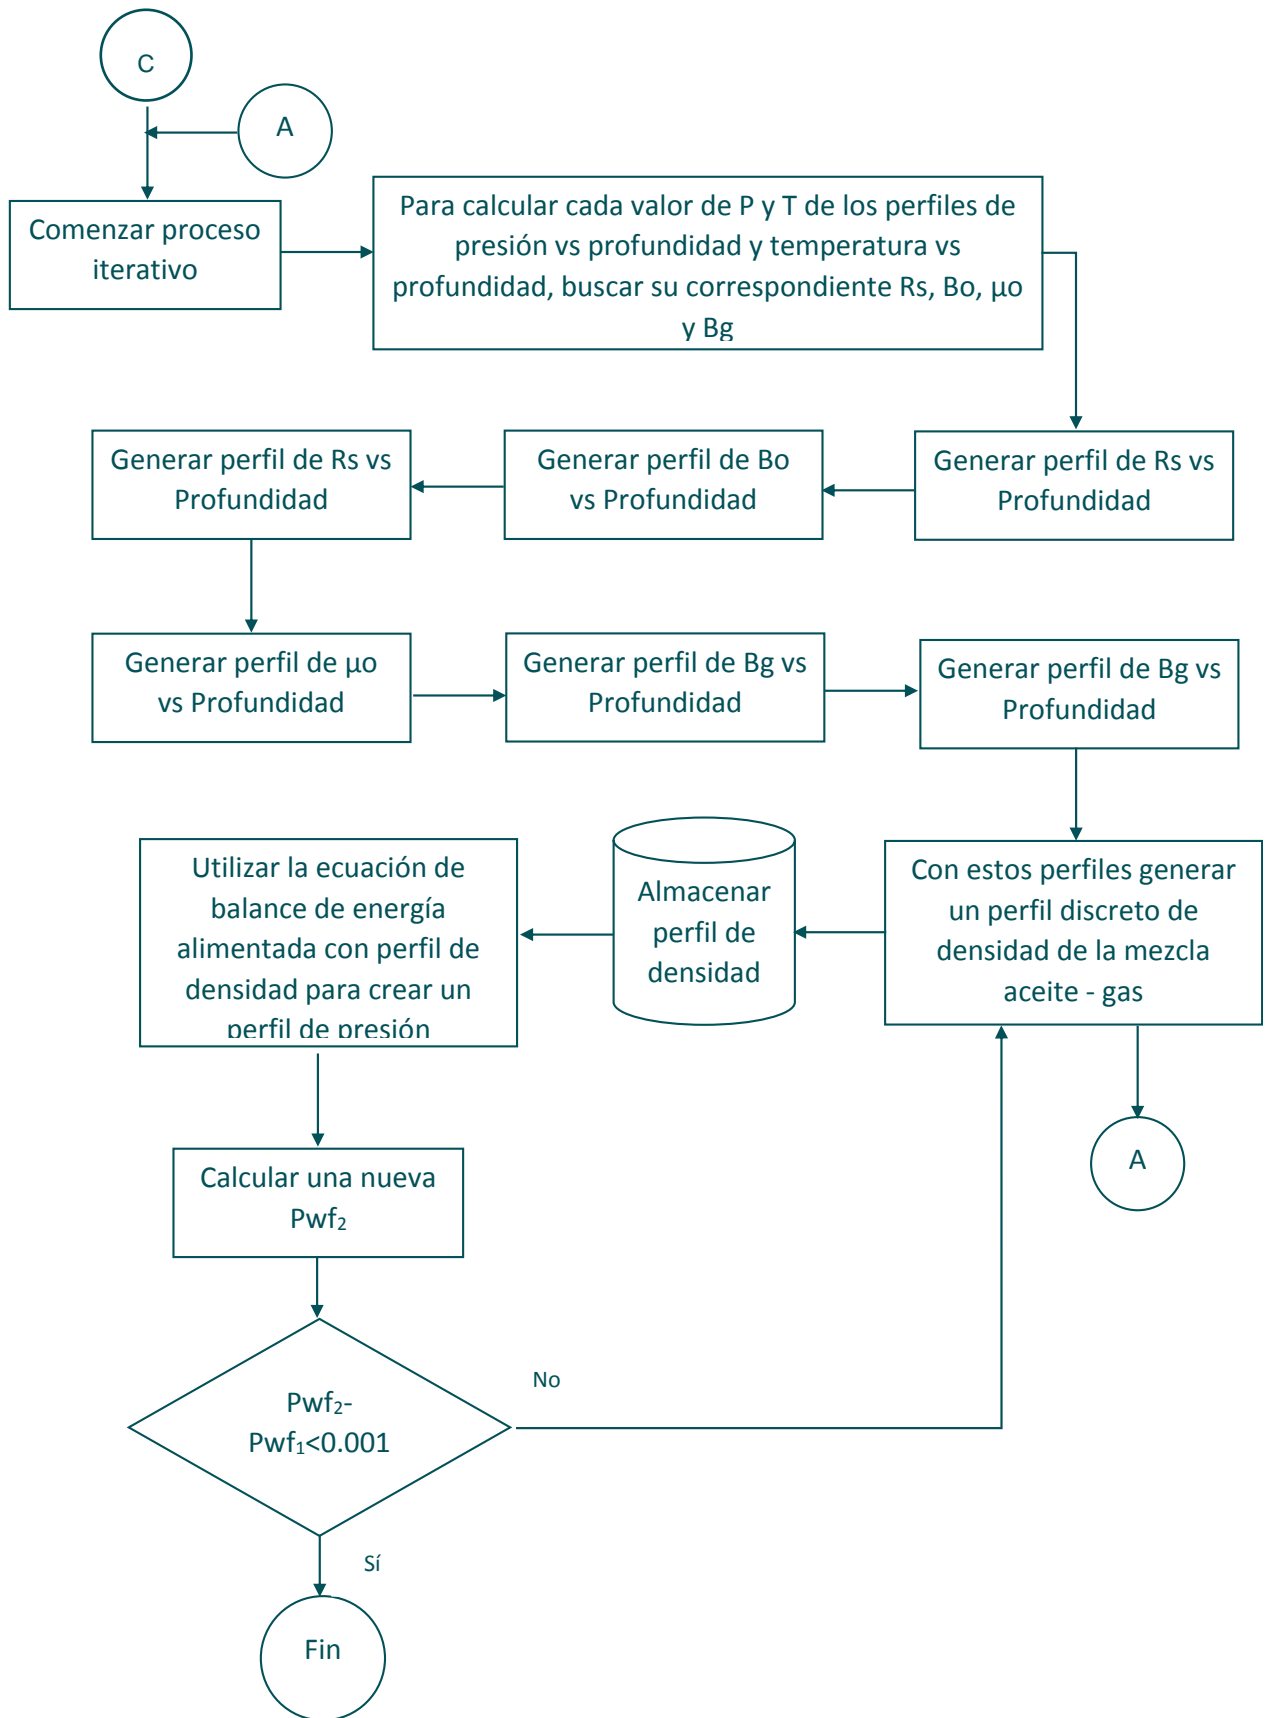 C
A
Comenzar proceso
iterativo
Para calcular cada valor de P y T de los perfiles de
presión vs profundidad y temperatura vs
profundidad, buscar su correspondiente Rs, Bo, μo
y Bg
Generar perfil de Rs vs
Profundidad
Generar perfil de Bo
vs Profundidad
Generar perfil de Rs vs
Profundidad
Generar perfil de μo
vs Profundidad
Generar perfil de Bg vs
Profundidad
Generar perfil de Bg vs
Profundidad
Con estos perfiles generar
un perfil discreto de
densidad de la mezcla
aceite - gas
Almacenar
perfil de
densidad
Utilizar la ecuación de
balance de energía
alimentada con perfil de
densidad para crear un
perfil de presión
A
Calcular una nueva
Pwf₂
Pwf₂-
Pwf₁<0.001
No
Sí
Fin